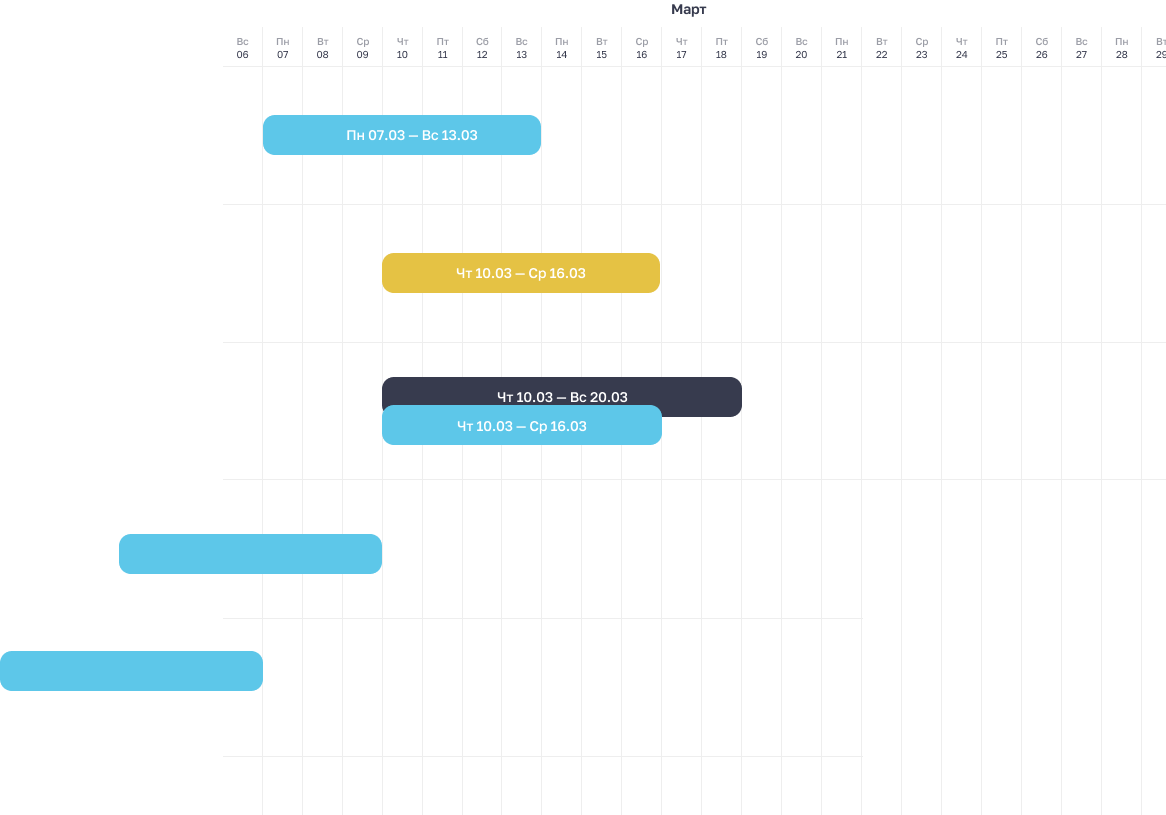 Март
Вс Пн Вт Ср Чт Пт Сб Вс Пн Вт Ср Чт Пт Сб Вс Пн Вт Ср Чт Пт Сб Вс Пн Вт
06 07 08 09 10 11 12 13 14 15 16 17 18 19 20 21 22 23 24 25 26 27 28 29
Пн 07.03 — Вс 13.03
Чт 10.03 — Ср 16.03
Чт 10.03 — Вс 20.03
Чт 10.03 — Ср 16.03